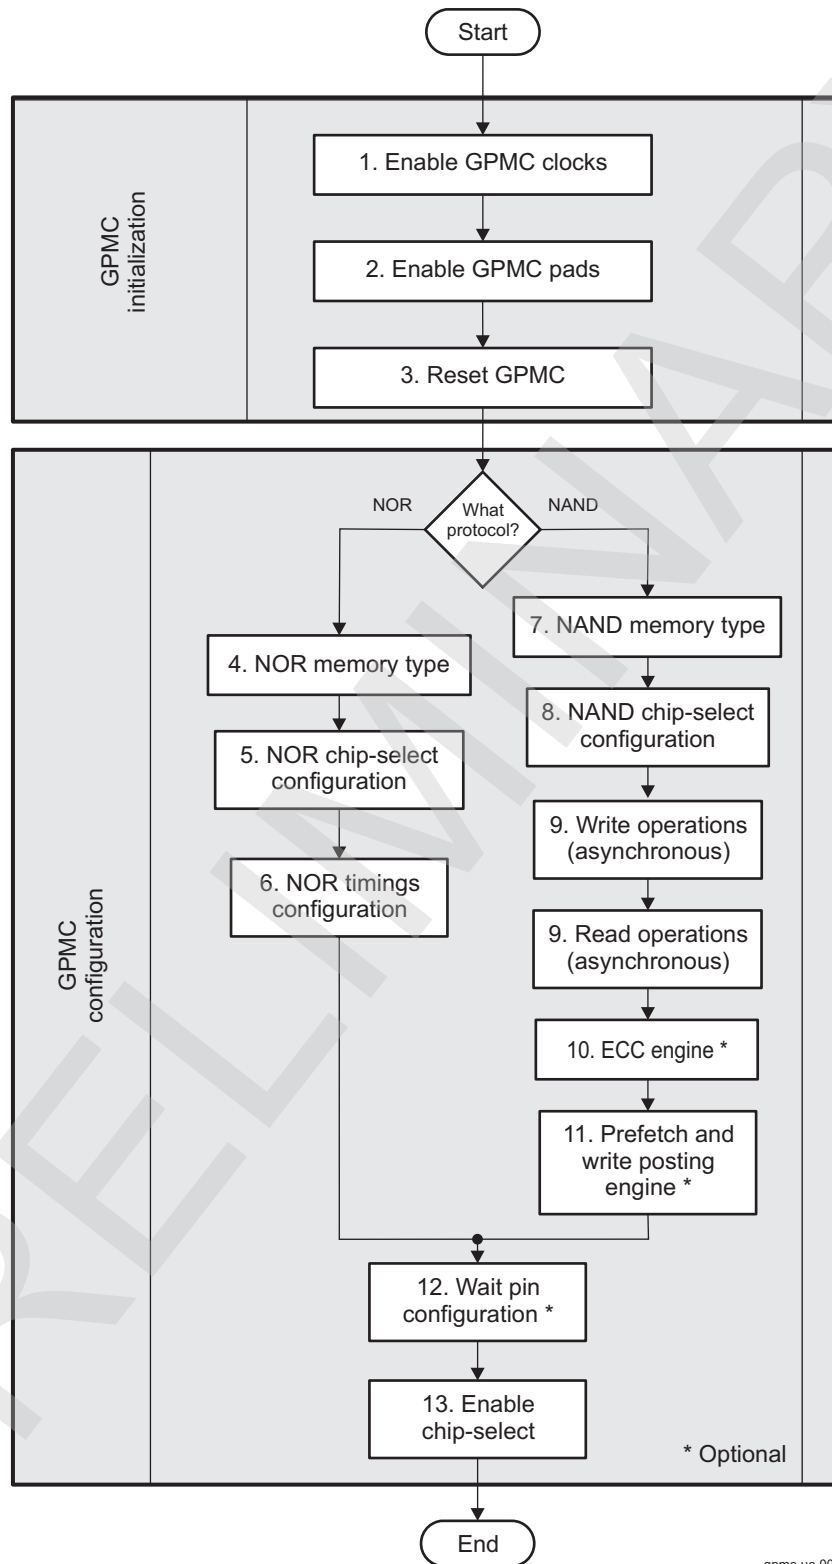 Start
GPMC
initialization
1. Enable GPMC clocks
2. Enable GPMC pads
3. Reset GPMC
GPMC
configuration
What
protocol?
NOR
NAND
4. NOR memory type
5. NOR chip-select
configuration
6. NOR timings
configuration
7. NAND memory type
8. NAND chip-select
configuration
9. Write operations
(asynchronous)
9. Read operations
(asynchronous)
10. ECC engine *
11. Prefetch and
write posting
engine *
12. Wait pin
configuration *
13. Enable
chip-select
* Optional
End